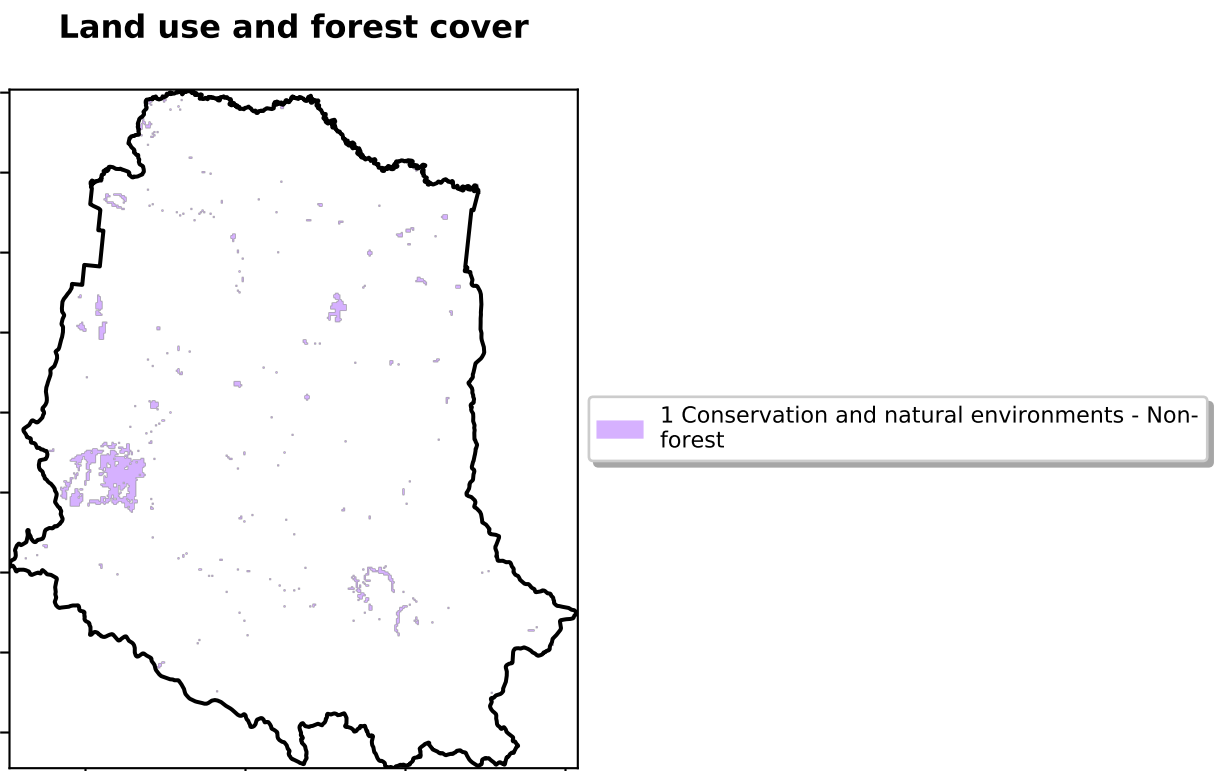 Land use and forest cover
1 Conservation and natural environments - Non-
forest